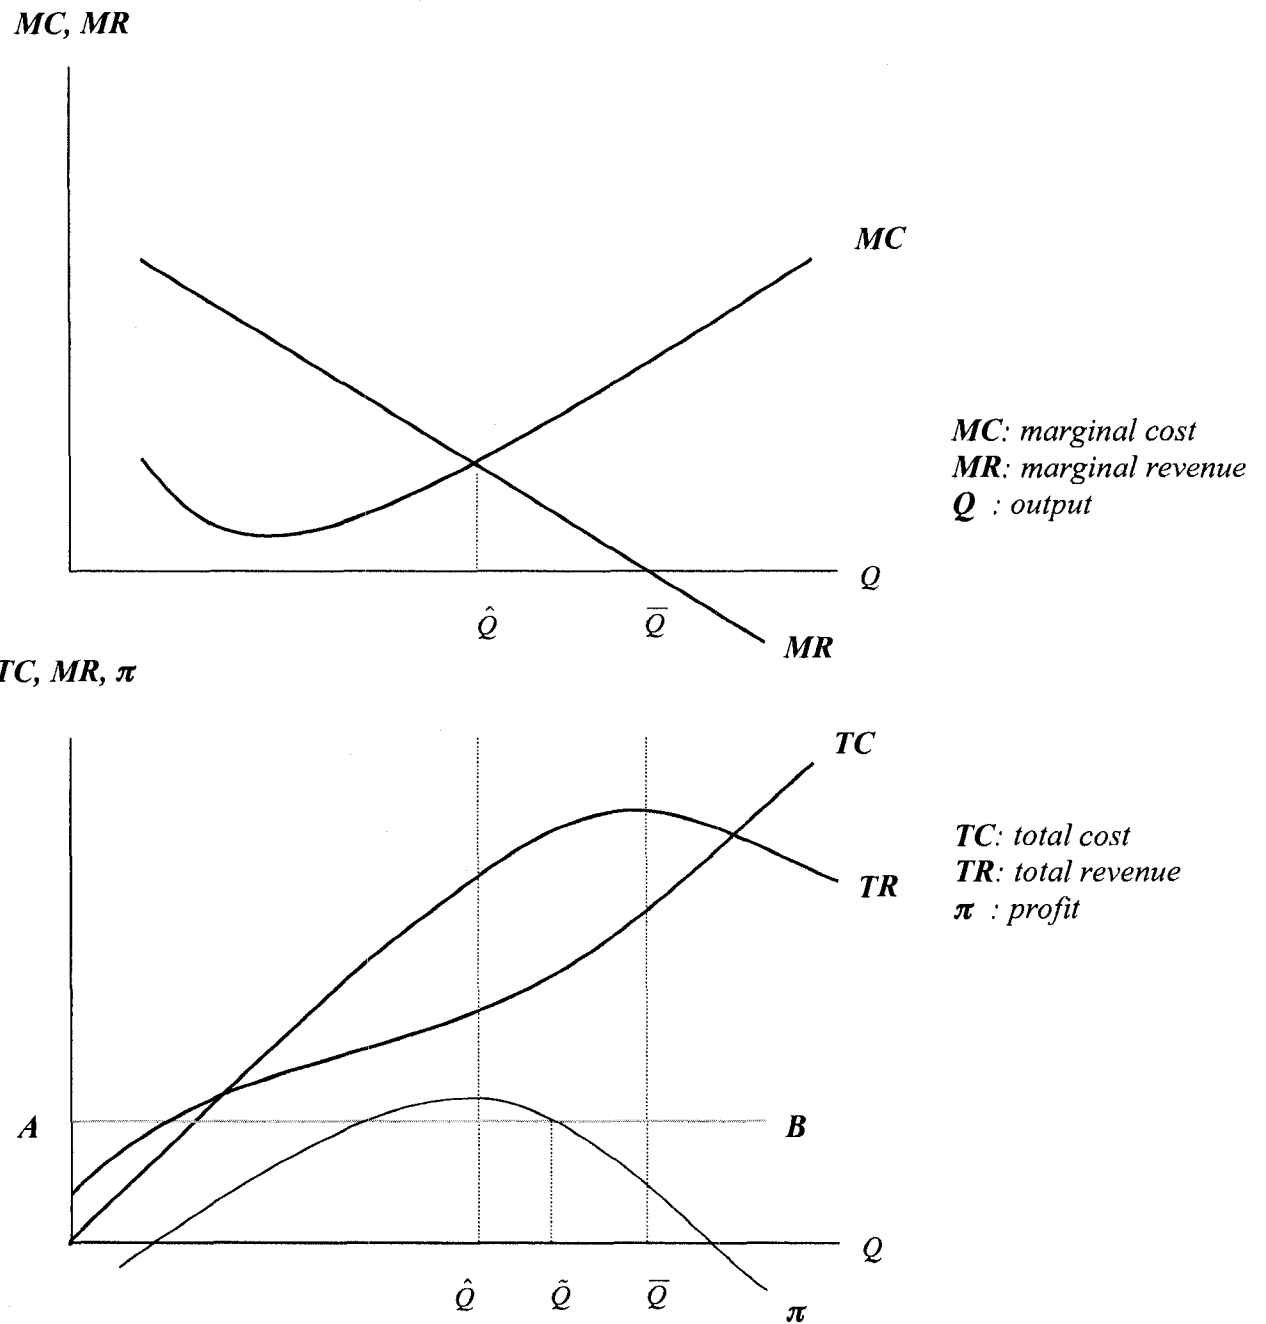 MC, MR
MC
MC: marginal cost
MR: marginal revenue
Q : output
Q
Q̂ Q̅
MR
TC, MR, π
TC
TC: total cost
TR: total revenue
π : profit
TR
A B
Q
Q̂ Q̃ Q̅
π